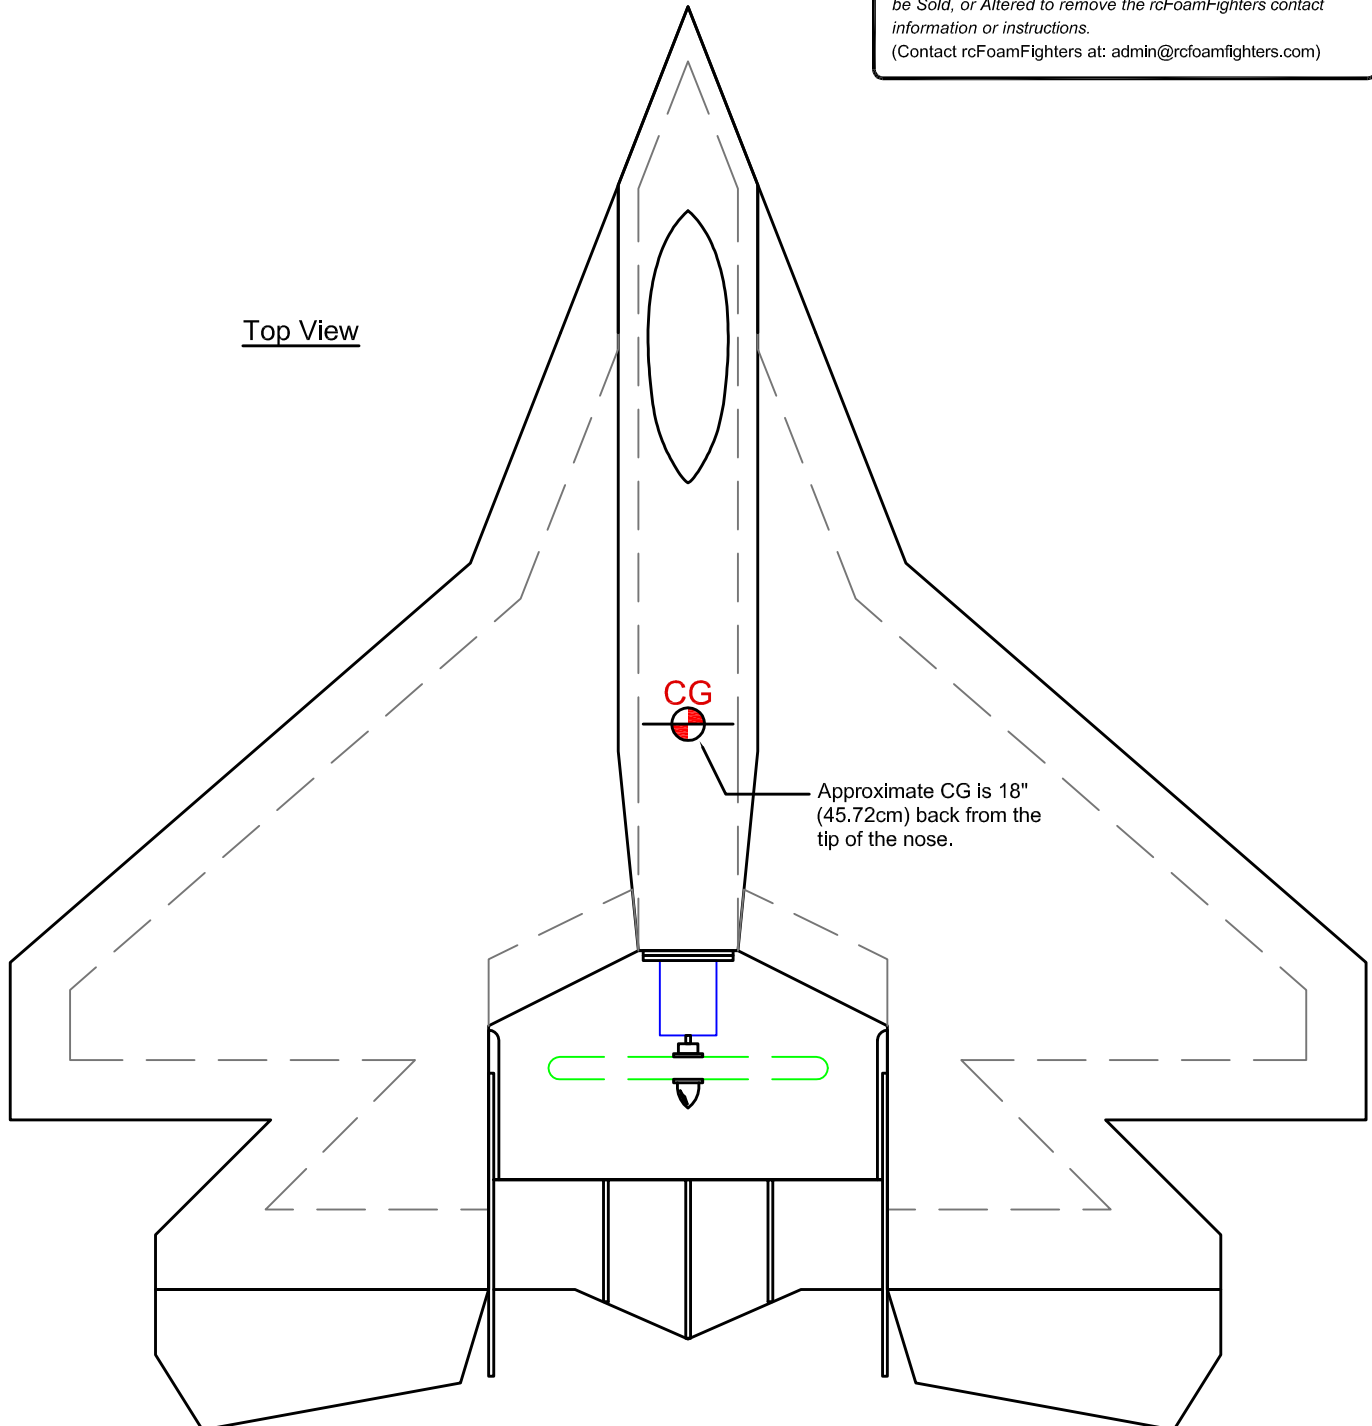 be Sold, or Altered to remove the rcFoamFighters contact
information or instructions.
(Contact rcFoamFighters at: admin@rcfoamfighters.com)
Top View
CG
Approximate CG is 18"
(45.72cm) back from the
tip of the nose.